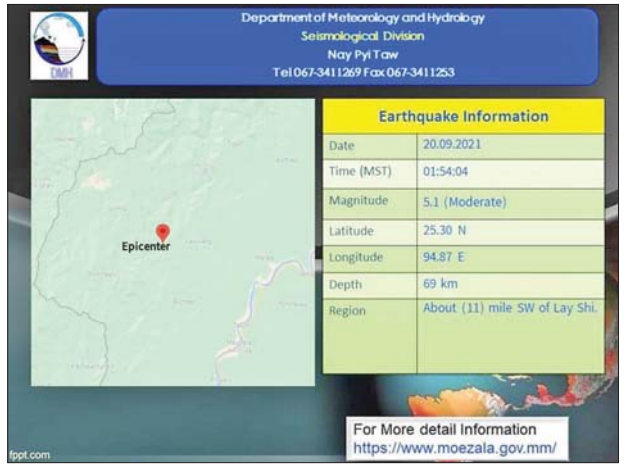 Department of Meteorology and Hydrology
Seismological Division
Nay Pyi Taw
Tel 067-3411269 Fax 067-3411253
DMH
Earthquake Information
Date 20.09.2021
Time (MST) 01:54:04
Magnitude 5.1 (Moderate)
Latitude 25.30 N
Longitude 94.87 E
Depth 69 km
Region About (11) mile SW of Lay Shi.
Epicenter
For More detail Information
https://www.moezala.gov.mm/
fppt.com